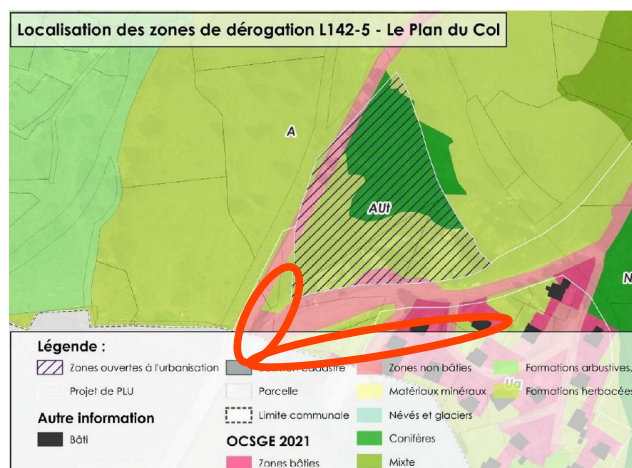 Localisation des zones de dérogation L142-5 - Le Plan du Col
A
AUt
N
Légende :
Zones ouvertes à l'urbanisation
Projet de PLU
Autre information
Bâti
Parcelle
Limite communale
OCSGE 2021
Zones bâties
Zones non bâties
Matériaux minéraux
Névés et glaciers
Conifères
Mixte
Formations arbustives,
Formations herbacées
Ug